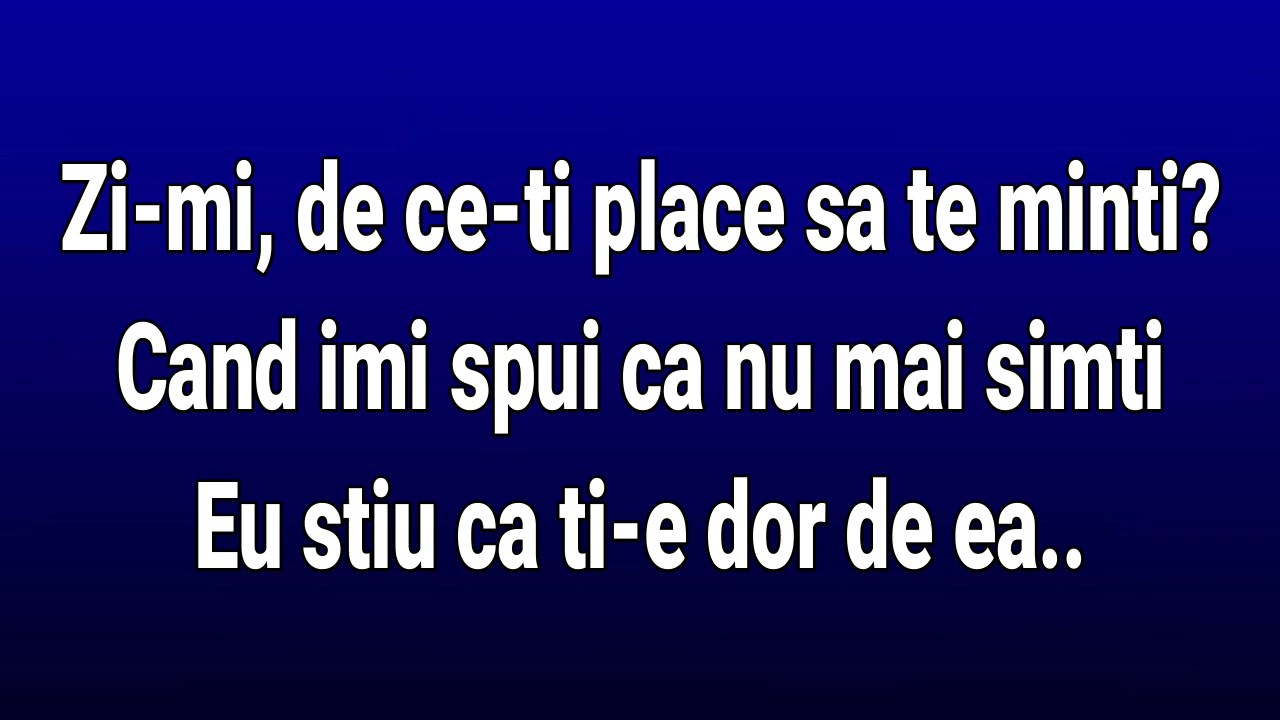 Zi-mi, de ce-ti place sa te minti?
Cand imi spui ca nu mai simti
Eu stiu ca ti-e dor de ea..